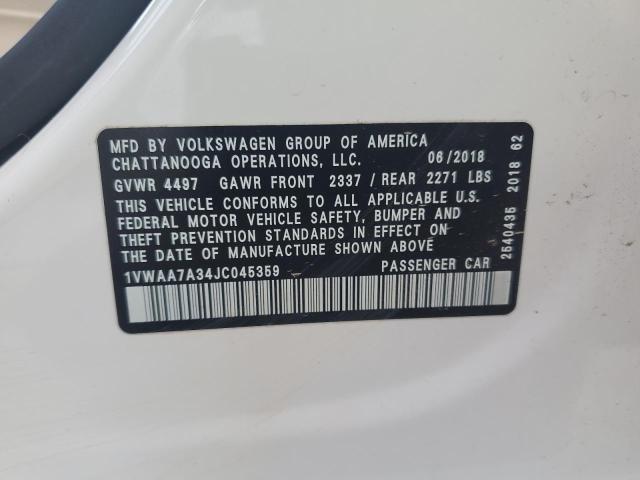 MFD BY VOLKSWAGEN GROUP OF AMERICA
CHATTANOOGA OPERATIONS, LLC. 06/2018
GVWR 4497 GAWR FRONT 2337 / REAR 2271 LBS
THIS VEHICLE CONFORMS TO ALL APPLICABLE U.S.
FEDERAL MOTOR VEHICLE SAFETY, BUMPER AND
THEFT PREVENTION STANDARDS IN EFFECT ON
THE DATE OF MANUFACTURE SHOWN ABOVE
1VWAA7A34JC045359 PASSENGER CAR
2540435 2018 62